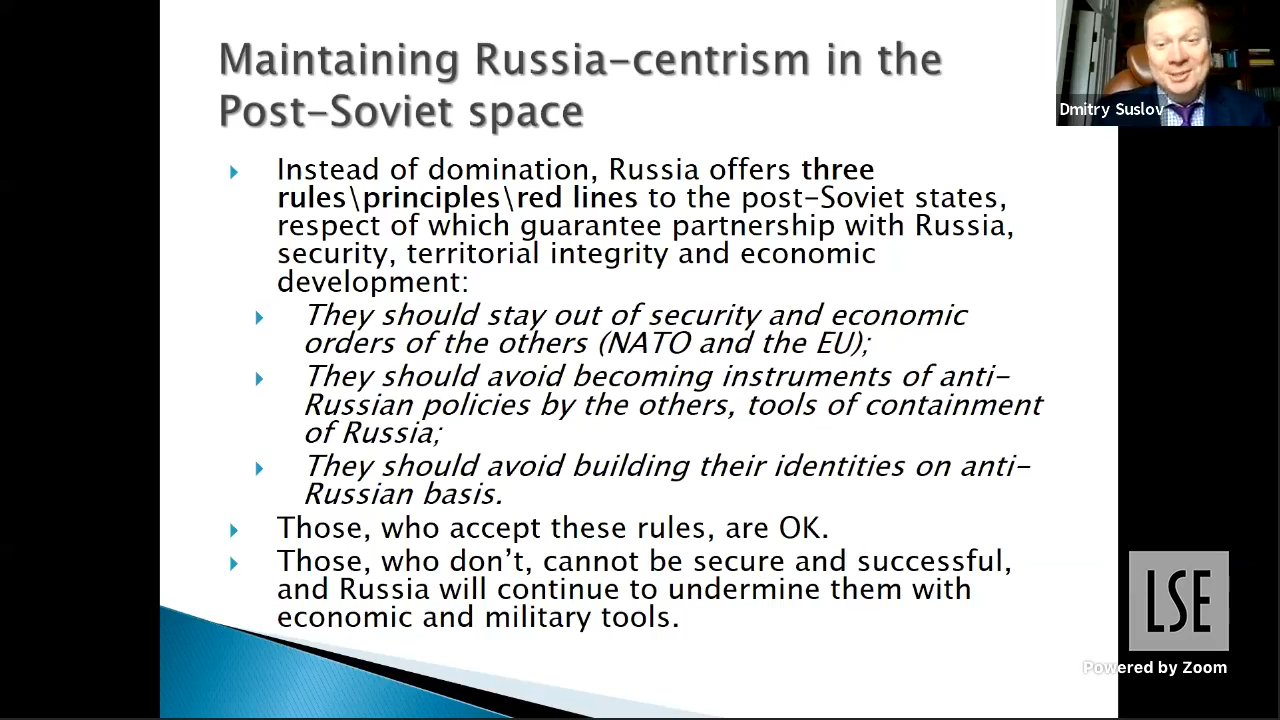 Maintaining Russia-centrism in the
Post-Soviet space
Dmitry Suslov
Instead of domination, Russia offers three
rules\principles\red lines to the post-Soviet states,
respect of which guarantee partnership with Russia,
security, territorial integrity and economic
development:
They should stay out of security and economic
orders of the others (NATO and the EU);
They should avoid becoming instruments of anti-
Russian policies by the others, tools of containment
of Russia;
They should avoid building their identities on anti-
Russian basis.
Those, who accept these rules, are OK.
Those, who don't, cannot be secure and successful,
and Russia will continue to undermine them with
economic and military tools.
LSE
Powered by Zoom